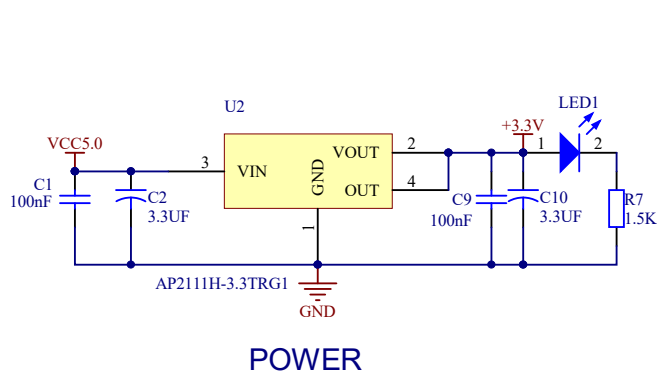 U2
LED1
VCC5.0
+3.3V
3
VIN
GND
VOUT
OUT
2
4
1
2
1
C1
100nF
C2
3.3UF
C9
100nF
C10
3.3UF
R7
1.5K
AP2111H-3.3TRG1
GND
POWER